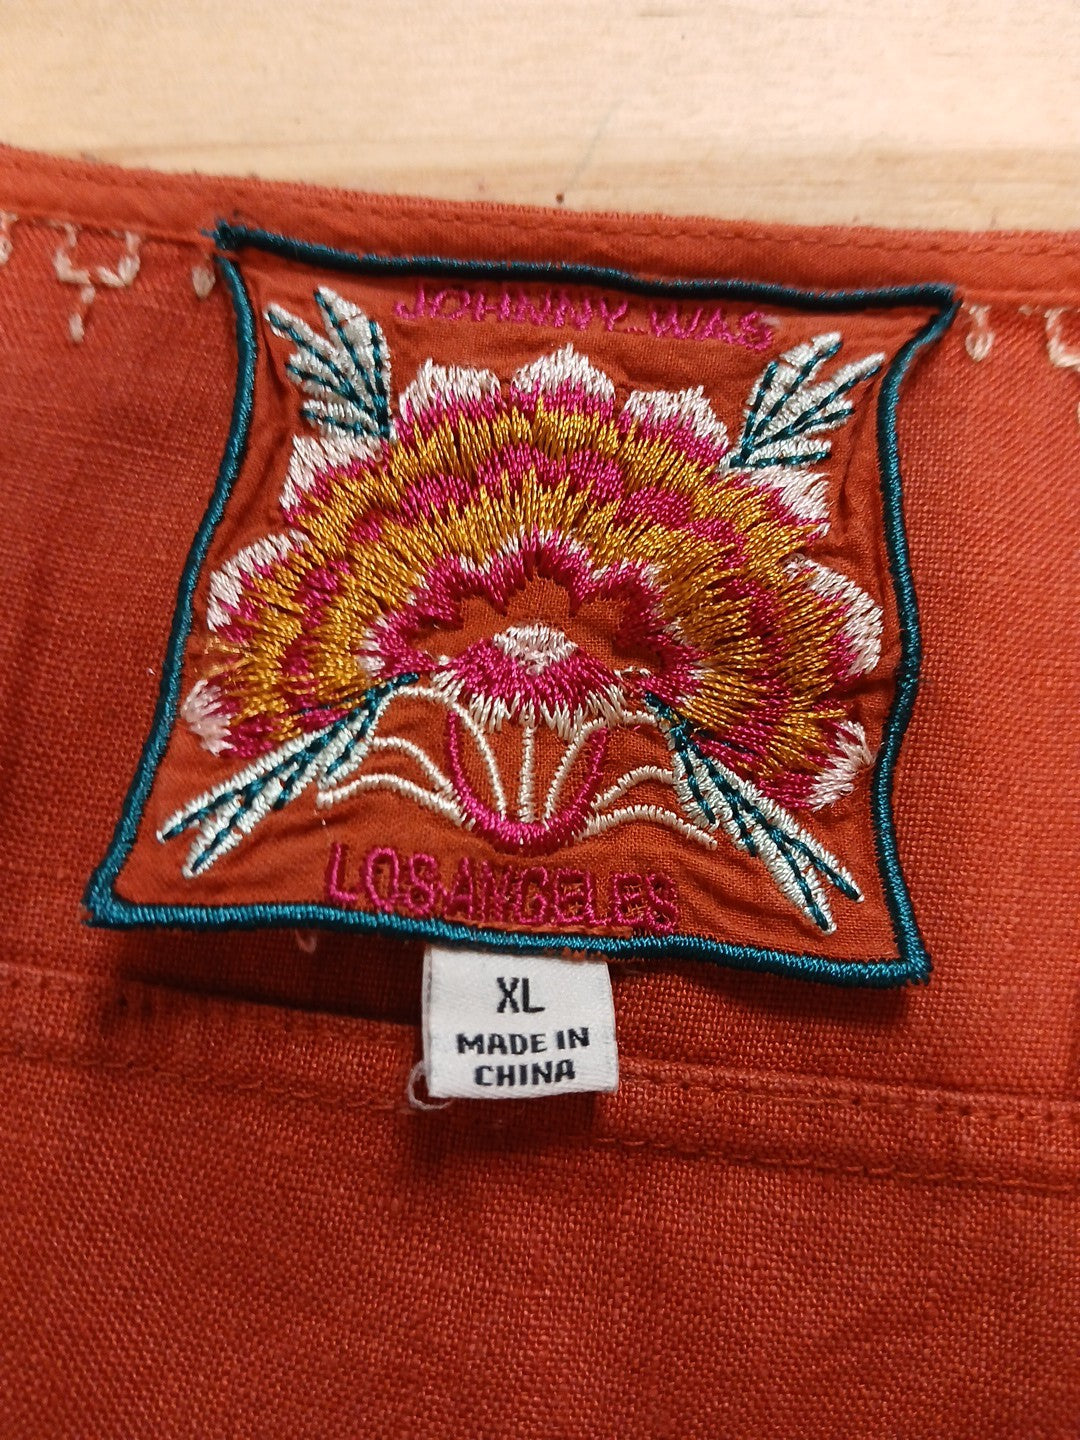 JOHNNY WAS
LOS ANGELES
XL
MADE IN
CHINA